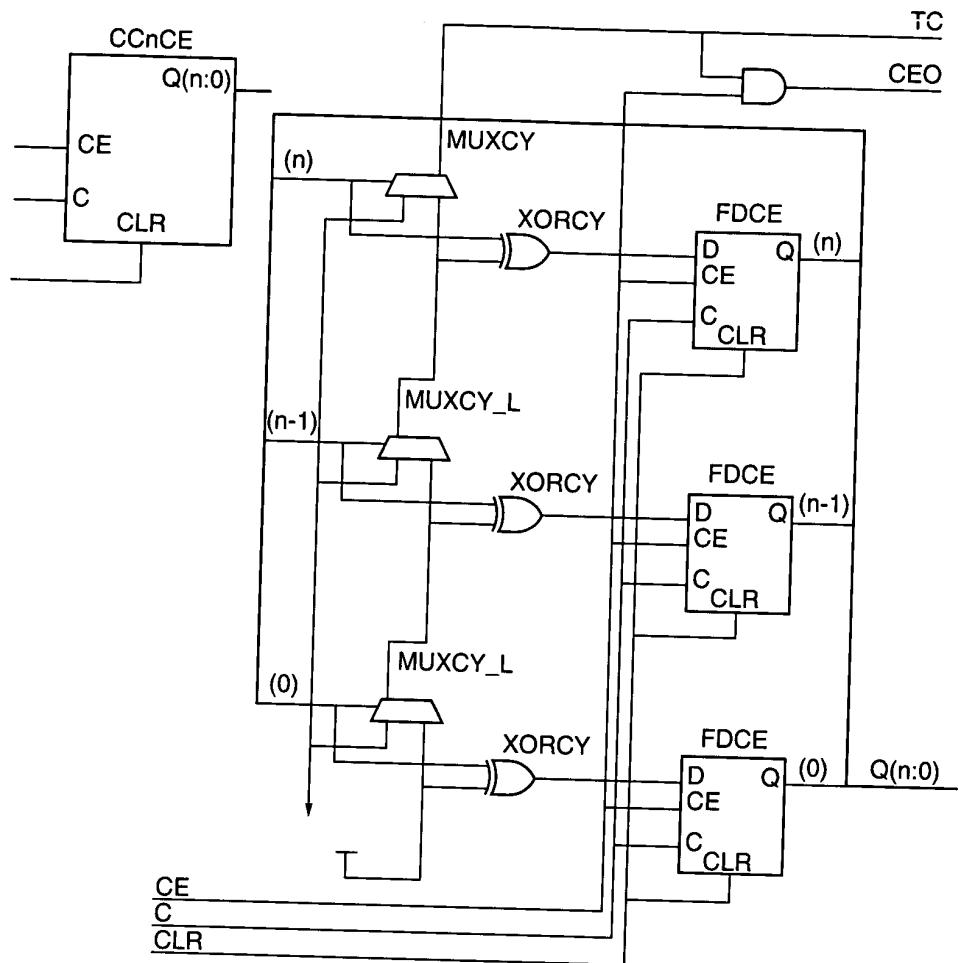 TC
CCnCE
Q(n:0)
CEO
CE
C
CLR
(n)
MUXCY
XORCY
FDCE
D
Q
(n)
CE
C
CLR
(n-1)
MUXCY_L
XORCY
FDCE
D
Q
(n-1)
CE
C
CLR
(0)
MUXCY_L
XORCY
FDCE
D
Q
(0)
Q(n:0)
CE
C
CLR
CE
C
CLR